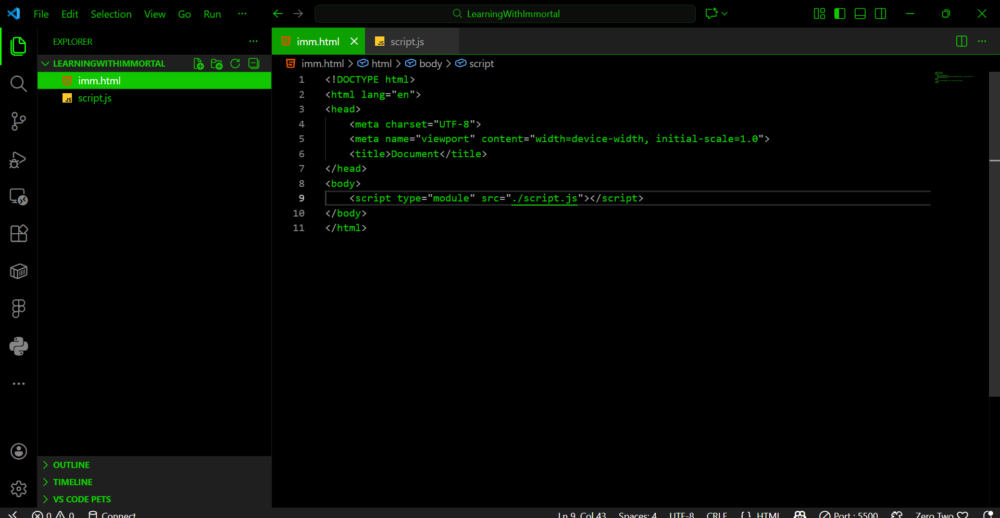 File Edit Selection View Go Run ···
LearningWithImmortal
EXPLORER
LEARNINGWITHIMMORTAL
imm.html
JS script.js
OUTLINE
TIMELINE
VS CODE PETS
imm.html
JS script.js
imm.html > html > body > script
1 <!DOCTYPE html>
2 <html lang="en">
3 <head>
4     <meta charset="UTF-8">
5     <meta name="viewport" content="width=device-width, initial-scale=1.0">
6     <title>Document</title>
7 </head>
8 <body>
9     <script type="module" src="./script.js"></script>
10 </body>
11 </html>
0 0 Connect
Ln 9, Col 43 Spaces: 4 UTF-8 CRLF {} HTML Port : 5500 Zero Two